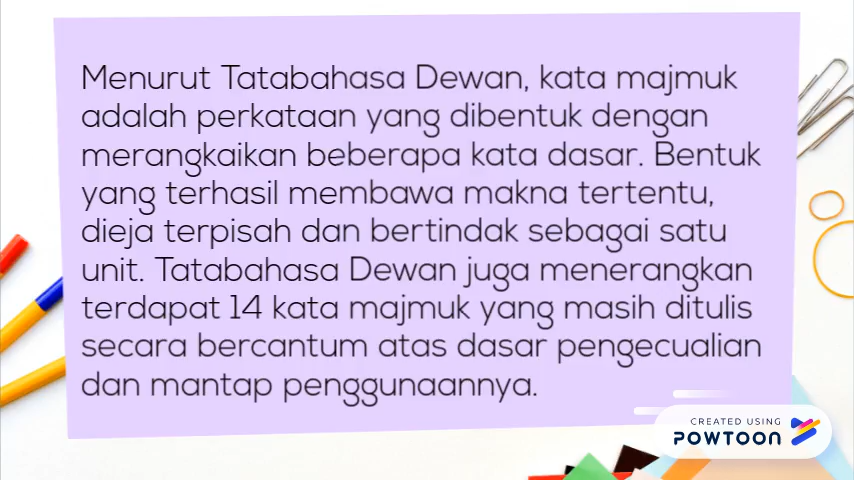 Menurut Tatabahasa Dewan, kata majmuk
adalah perkataan yang dibentuk dengan
merangkaikan beberapa kata dasar. Bentuk
yang terhasil membawa makna tertentu,
dieja terpisah dan bertindak sebagai satu
unit. Tatabahasa Dewan juga menerangkan
terdapat 14 kata majmuk yang masih ditulis
secara bercantum atas dasar pengecualian
dan mantap penggunaannya.
CREATED USING
POWTOON